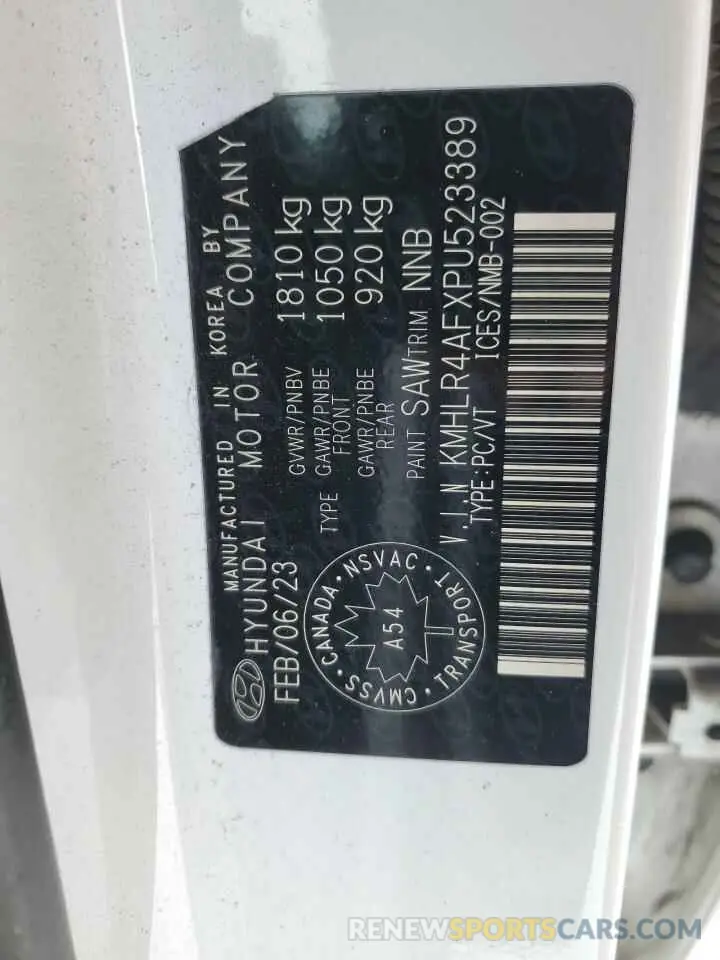 MANUFACTURED IN KOREA BY
HYUNDAI MOTOR COMPANY
FEB/06/23
GVWR/PNBV 1810 kg
TYPE GAWR/PNBE FRONT 1050 kg
GAWR/PNBE REAR 920 kg
PAINT SAW TRIM NNB
V.I.N KMHLR4AFXPU523389
TYPE:PC/VT ICES/NMB-002
CANADA · NSVAC · TRANSPORT · CMVSS ·
A54
RENEWSPORTSCARS.COM